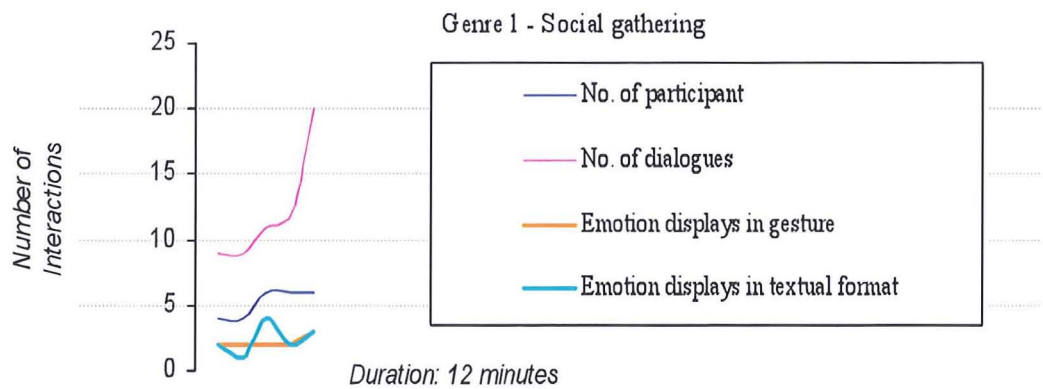 Genre 1 - Social gathering
25
20
15
10
5
0
Number of
Interactions
No. of participant
No. of dialogues
Emotion displays in gesture
Emotion displays in textual format
Duration: 12 minutes